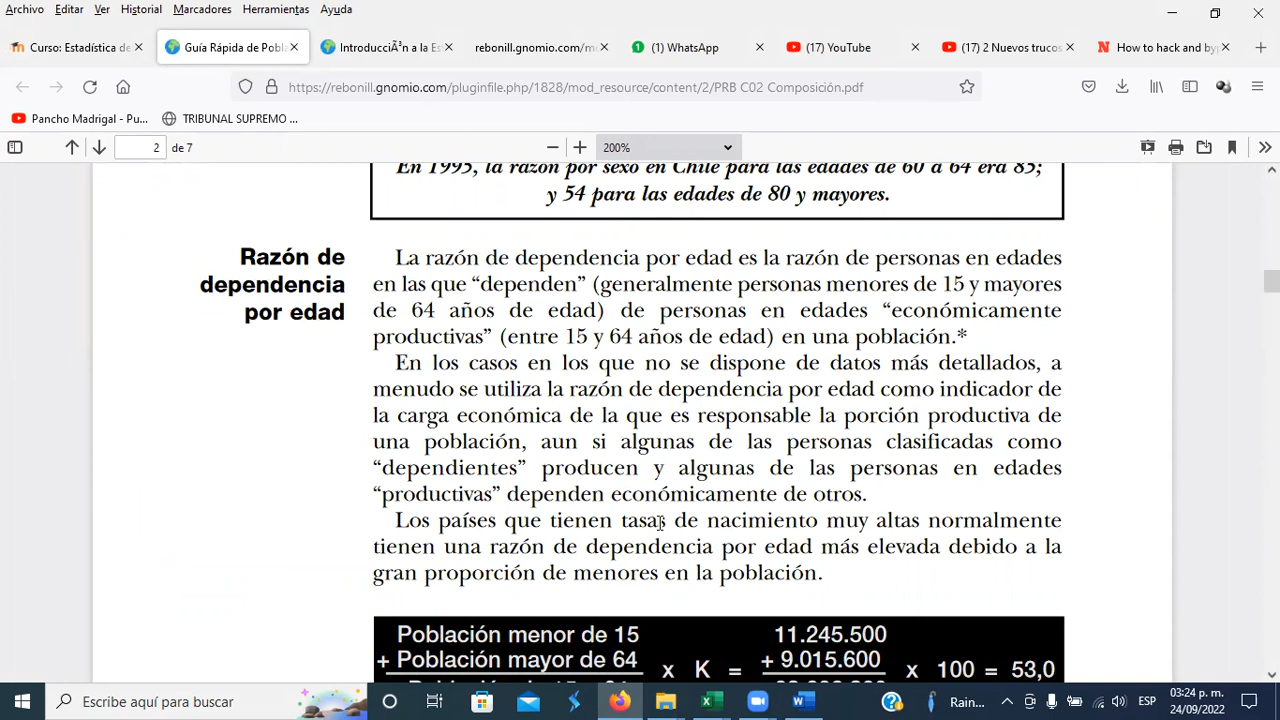 Archivo Editar Ver Historial Marcadores Herramientas Ayuda
Curso: Estadística de
Guía Rápida de Pobla
IntroducciÃ³n a la Es
rebonill.gnomio.com/mo
(1) WhatsApp
(17) YouTube
(17) 2 Nuevos trucos
How to hack and byp
https://rebonill.gnomio.com/pluginfile.php/1828/mod_resource/content/2/PRB C02 Composición.pdf
Pancho Madrigal - Pu...
TRIBUNAL SUPREMO ...
2 de 7
200%
En 1995, la razón por sexo en Chile para las edades de 60 a 64 era 85;
y 54 para las edades de 80 y mayores.
Razón de
dependencia
por edad
La razón de dependencia por edad es la razón de personas en edades
en las que “dependen” (generalmente personas menores de 15 y mayores
de 64 años de edad) de personas en edades “económicamente
productivas” (entre 15 y 64 años de edad) en una población.*
En los casos en los que no se dispone de datos más detallados, a
menudo se utiliza la razón de dependencia por edad como indicador de
la carga económica de la que es responsable la porción productiva de
una población, aun si algunas de las personas clasificadas como
“dependientes” producen y algunas de las personas en edades
“productivas” dependen económicamente de otros.
Los países que tienen tasas de nacimiento muy altas normalmente
tienen una razón de dependencia por edad más elevada debido a la
gran proporción de menores en la población.
Población menor de 15 11.245.500
+ Población mayor de 64 x K = + 9.015.600 x 100 = 53,0
Escribe aquí para buscar
Rain...
ESP
03:24 p. m.
24/09/2022